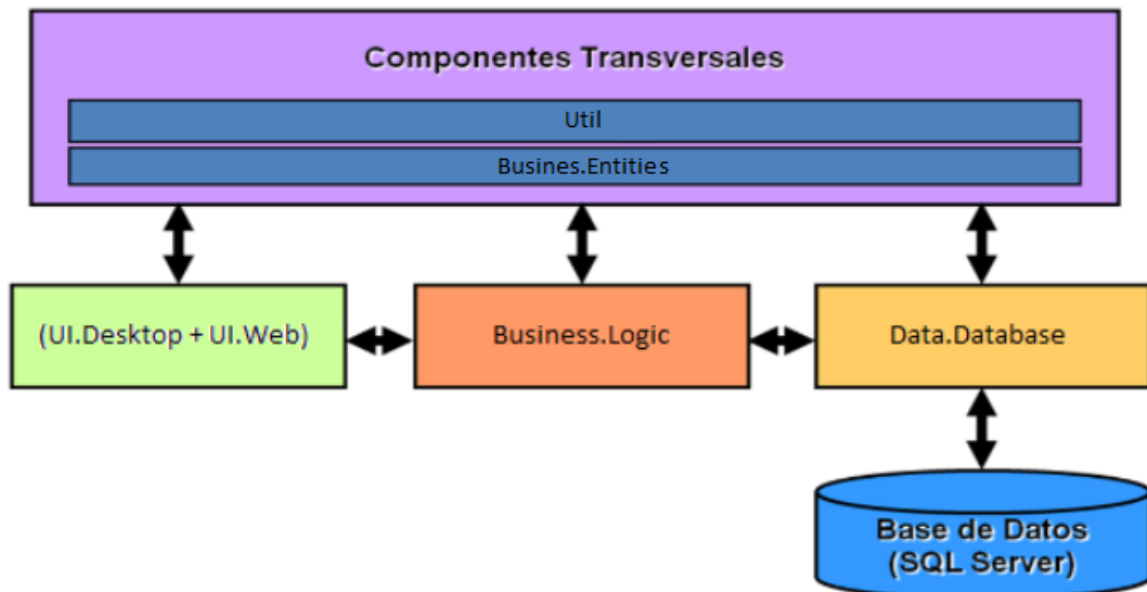 Componentes Transversales
Util
Busines.Entities
(UI.Desktop + UI.Web)
Business.Logic
Data.Database
Base de Datos
(SQL Server)